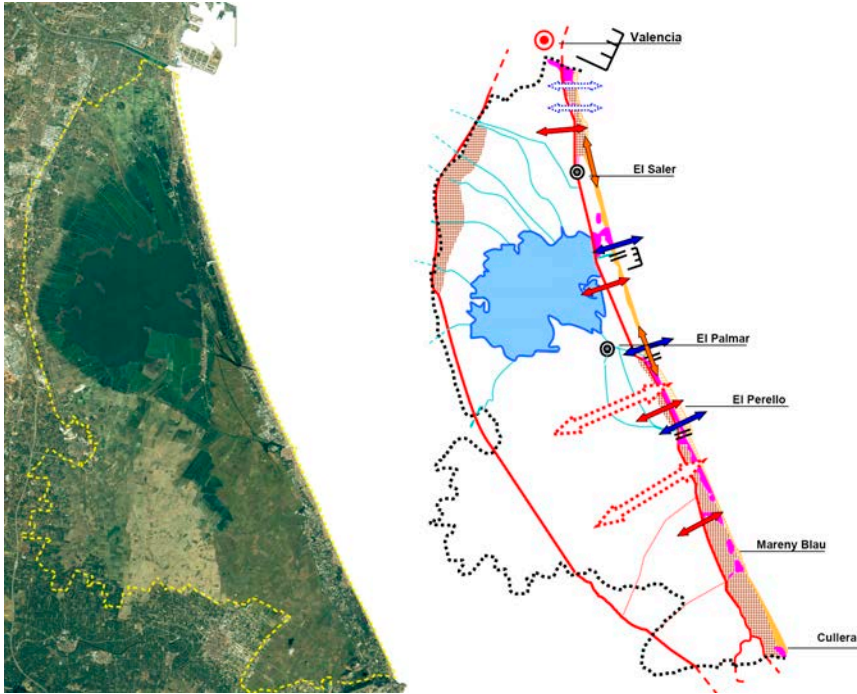 Valencia
El Saler
El Palmar
El Perello
Mareny Blau
Cullera